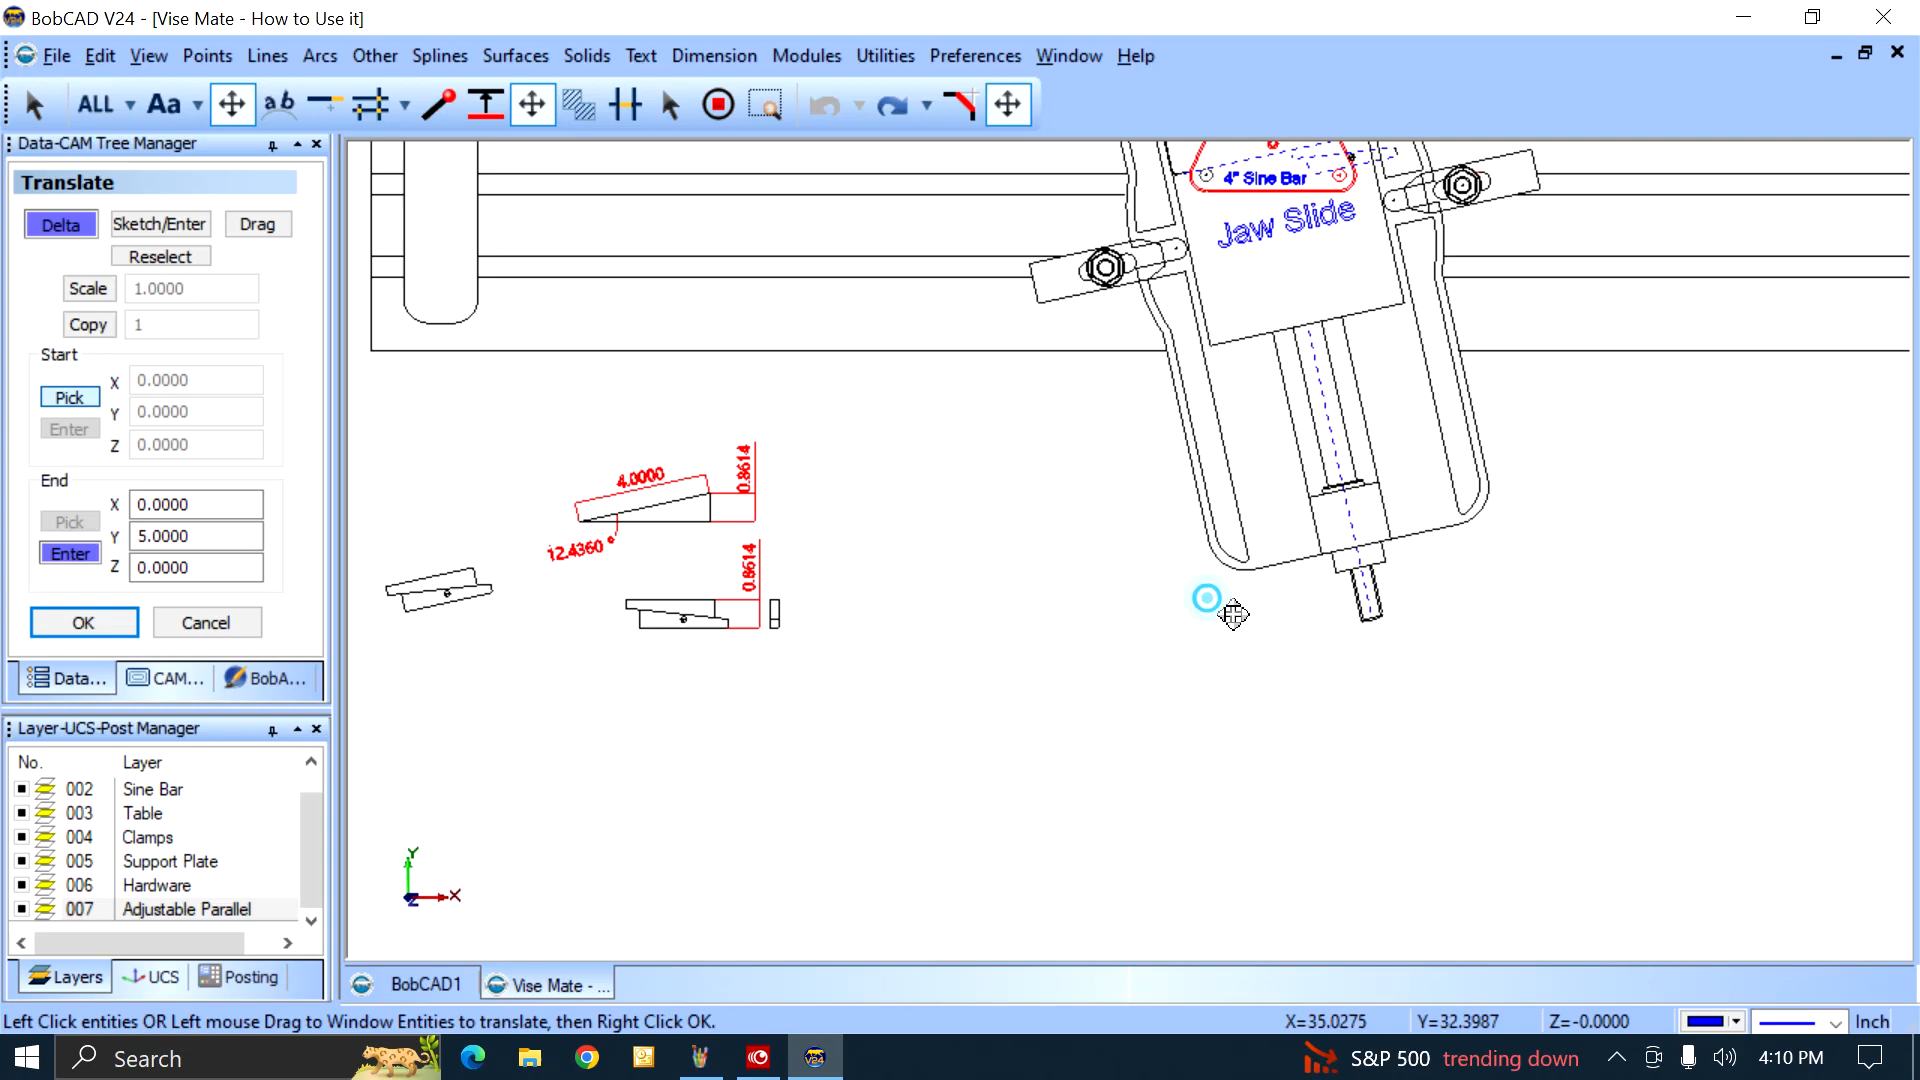 BobCAD V24 - [Vise Mate - How to Use it]
File Edit View Points Lines Arcs Other Splines Surfaces Solids Text Dimension Modules Utilities Preferences Window Help
ALL Aa ab
Data-CAM Tree Manager
Translate
Delta Sketch/Enter Drag
Reselect
Scale 1.0000
Copy 1
Start
Pick X 0.0000
Y 0.0000
Enter
Z 0.0000
End
X 0.0000
Pick
Y 5.0000
Enter
Z 0.0000
OK Cancel
Data... CAM... BobA...
Layer-UCS-Post Manager
No. Layer
002 Sine Bar
003 Table
004 Clamps
005 Support Plate
006 Hardware
007 Adjustable Parallel
Layers UCS Posting
4" Sine Bar
Jaw Slide
4.0000
0.8614
12.4360 °
0.8614
Y
Z X
BobCAD1 Vise Mate - ...
Left Click entities OR Left mouse Drag to Window Entities to translate, then Right Click OK.
X=35.0275 Y=32.3987 Z=-0.0000 Inch
Search
V24
S&P 500 trending down
4:10 PM